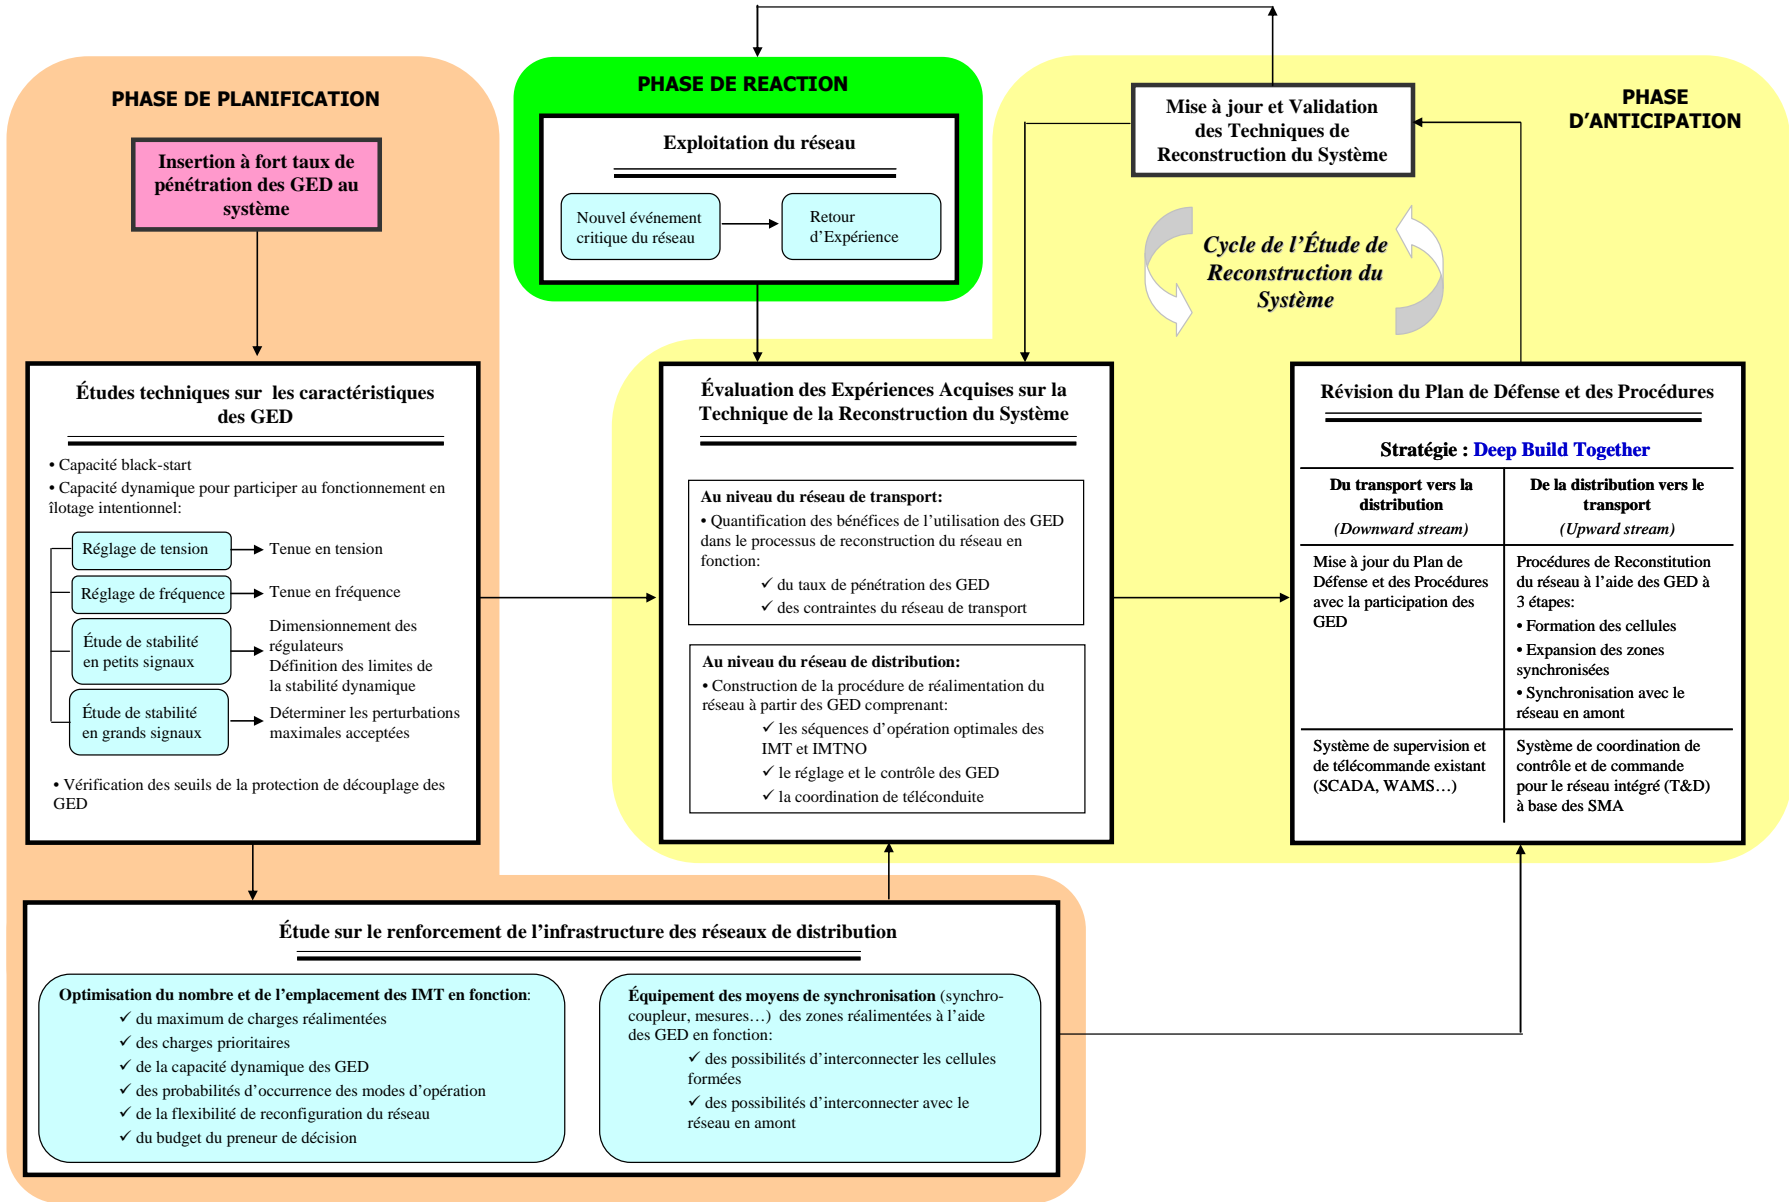 PHASE DE PLANIFICATION
Insertion à fort taux de
pénétration des GED au
système
Études techniques sur les caractéristiques
des GED
• Capacité black-start
• Capacité dynamique pour participer au fonctionnement en
îlotage intentionnel:
Réglage de tension
Tenue en tension
Réglage de fréquence
Tenue en fréquence
Étude de stabilité
en petits signaux
Dimensionnement des
régulateurs
Définition des limites de
la stabilité dynamique
Étude de stabilité
en grands signaux
Déterminer les perturbations
maximales acceptées
• Vérification des seuils de la protection de découplage des
GED
PHASE DE REACTION
Exploitation du réseau
Nouvel événement
critique du réseau
Retour
d’Expérience
PHASE
D’ANTICIPATION
Mise à jour et Validation
des Techniques de
Reconstruction du Système
Cycle de l’Étude de
Reconstruction du
Système
Évaluation des Expériences Acquises sur la
Technique de la Reconstruction du Système
Au niveau du réseau de transport:
• Quantification des bénéfices de l’utilisation des GED
dans le processus de reconstruction du réseau en
fonction:
✓ du taux de pénétration des GED
✓ des contraintes du réseau de transport
Au niveau du réseau de distribution:
• Construction de la procédure de réalimentation du
réseau à partir des GED comprenant:
✓ les séquences d’opération optimales des
IMT et IMTNO
✓ le réglage et le contrôle des GED
✓ la coordination de téléconduite
Révision du Plan de Défense et des Procédures
Stratégie : Deep Build Together
Du transport vers la
distribution
(Downward stream)
De la distribution vers le
transport
(Upward stream)
Mise à jour du Plan de
Défense et des Procédures
avec la participation des
GED
Procédures de Reconstitution
du réseau à l’aide des GED à
3 étapes:
• Formation des cellules
• Expansion des zones
synchronisées
• Synchronisation avec le
réseau en amont
Système de supervision et
de télécommande existant
(SCADA, WAMS…)
Système de coordination de
contrôle et de commande
pour le réseau intégré (T&D)
à base des SMA
Étude sur le renforcement de l’infrastructure des réseaux de distribution
Optimisation du nombre et de l’emplacement des IMT en fonction:
✓ du maximum de charges réalimentées
✓ des charges prioritaires
✓ de la capacité dynamique des GED
✓ des probabilités d’occurrence des modes d’opération
✓ de la flexibilité de reconfiguration du réseau
✓ du budget du preneur de décision
Équipement des moyens de synchronisation (synchro-
coupleur, mesures…) des zones réalimentées à l’aide
des GED en fonction:
✓ des possibilités d’interconnecter les cellules
formées
✓ des possibilités d’interconnecter avec le
réseau en amont